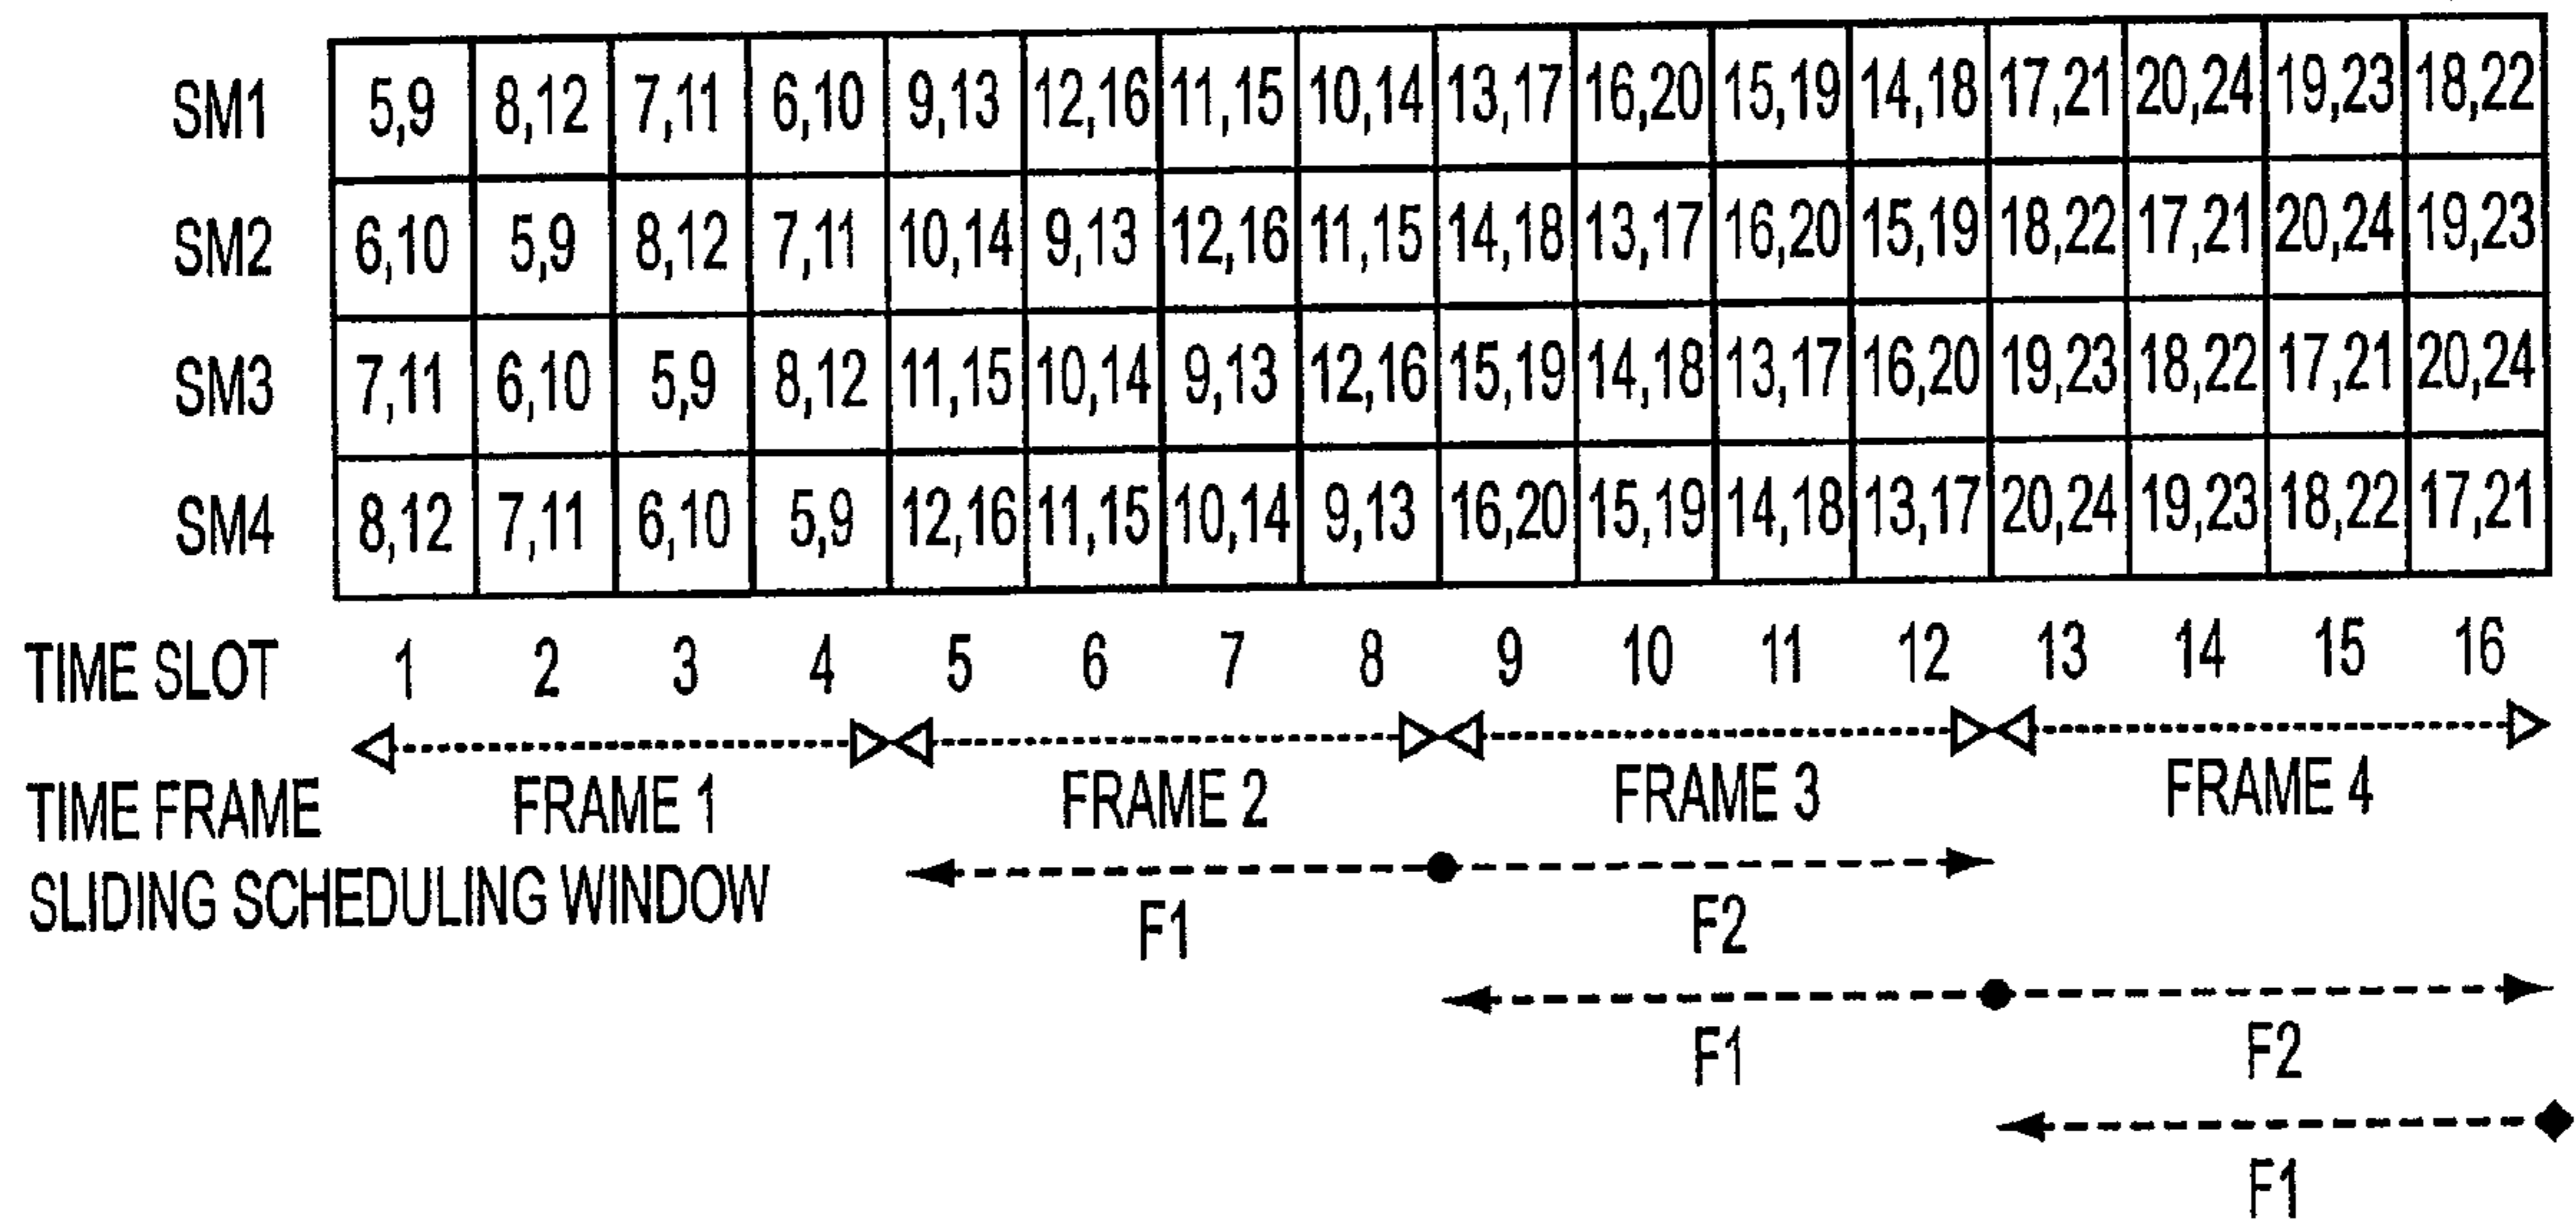 SM1 5,9 8,12 7,11 6,10 9,13 12,16 11,15 10,14 13,17 16,20 15,19 14,18 17,21 20,24 19,23 18,22
SM2 6,10 5,9 8,12 7,11 10,14 9,13 12,16 11,15 14,18 13,17 16,20 15,19 18,22 17,21 20,24 19,23
SM3 7,11 6,10 5,9 8,12 11,15 10,14 9,13 12,16 15,19 14,18 13,17 16,20 19,23 18,22 17,21 20,24
SM4 8,12 7,11 6,10 5,9 12,16 11,15 10,14 9,13 16,20 15,19 14,18 13,17 20,24 19,23 18,22 17,21
TIME SLOT 1 2 3 4 5 6 7 8 9 10 11 12 13 14 15 16
TIME FRAME FRAME 1 FRAME 2 FRAME 3 FRAME 4
SLIDING SCHEDULING WINDOW
F1 F2
F1 F2
F1